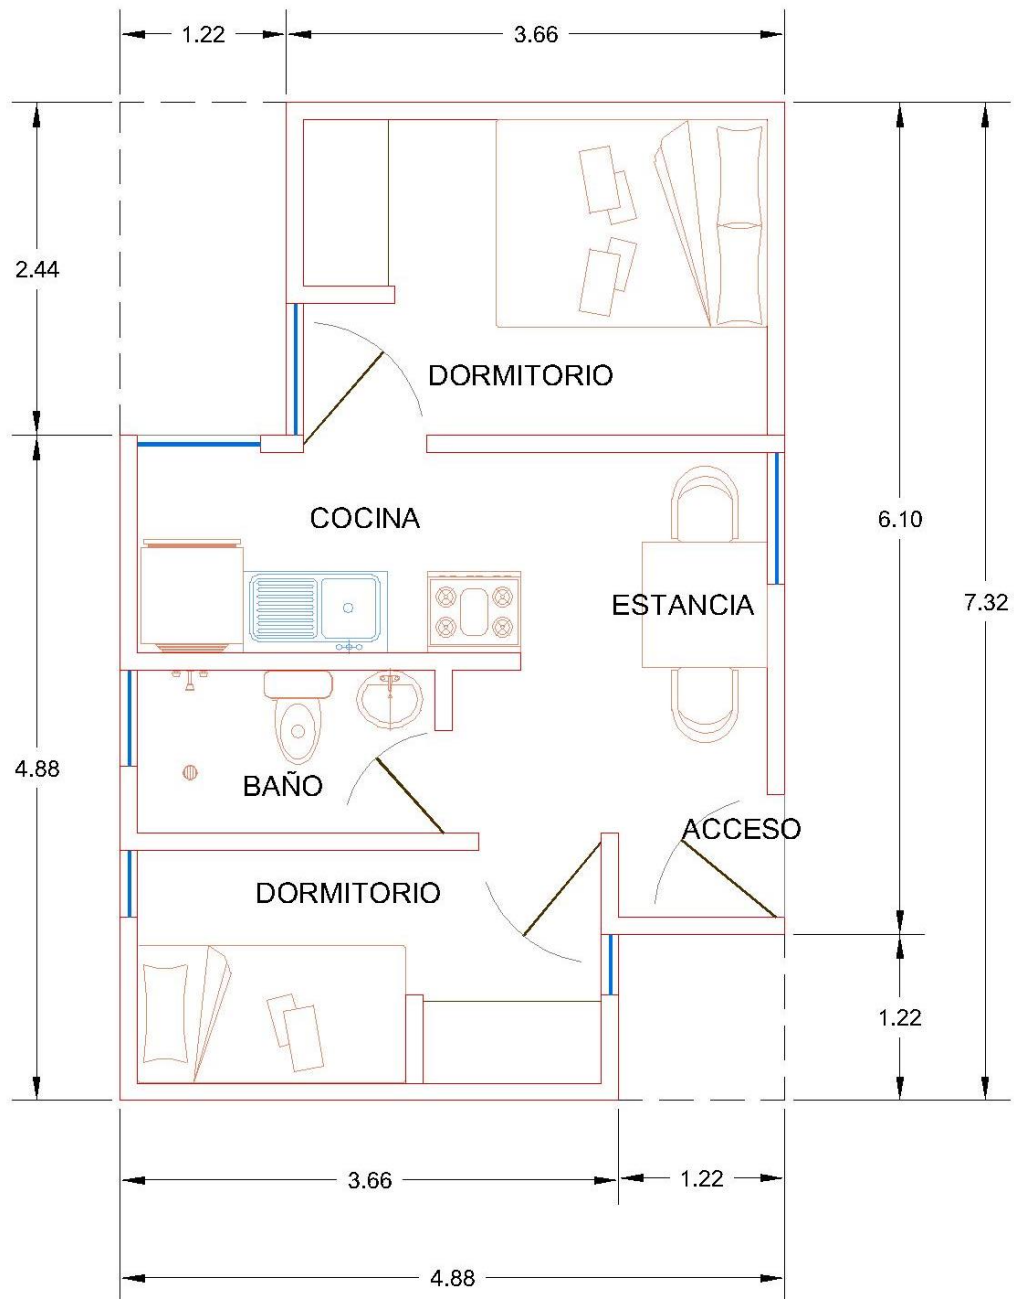 1.22
3.66
2.44
DORMITORIO
COCINA
6.10
ESTANCIA
7.32
4.88
BAÑO
ACCESO
DORMITORIO
1.22
3.66
1.22
4.88